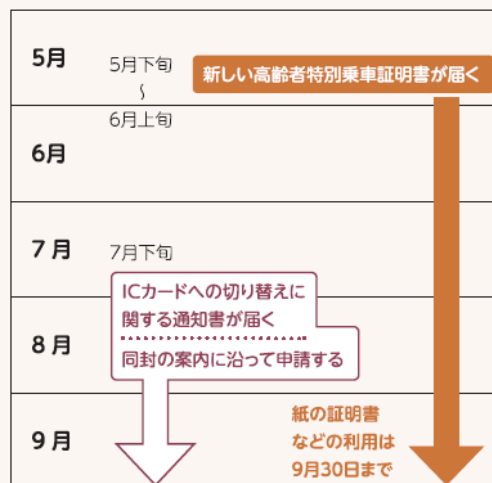 5月
5月下旬
〜
6月上旬
新しい高齢者特別乗車証明書が届く
6月
7月
7月下旬
ICカードへの切り替えに
関する通知書が届く
同封の案内に沿って申請する
8月
9月
紙の証明書
などの利用は
9月30日まで